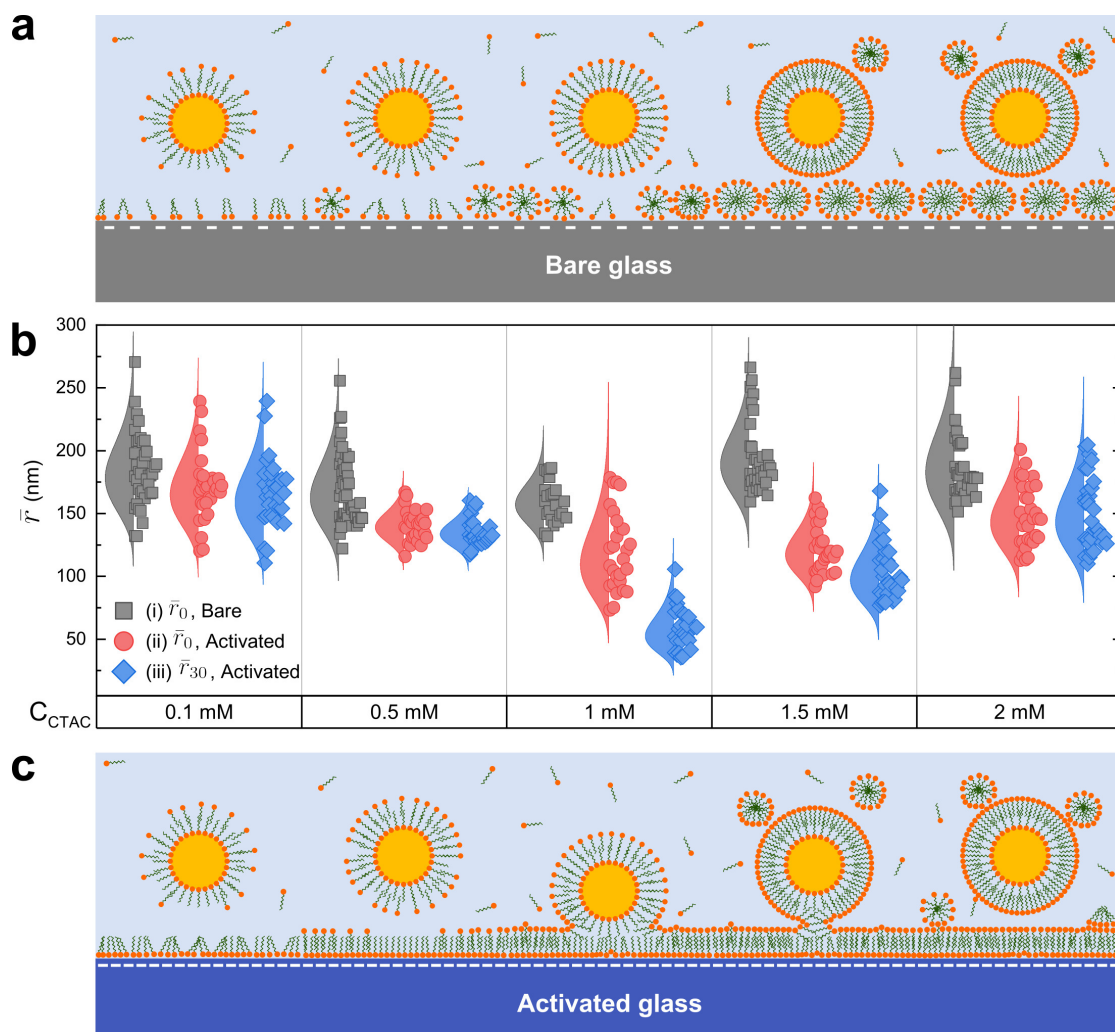 a
Bare glass
b
300
250
200
150
100
50
r̄ (nm)
(i) r̄₀, Bare
(ii) r̄₀, Activated
(iii) r̄₃₀, Activated
C_CTAC 0.1 mM 0.5 mM 1 mM 1.5 mM 2 mM
c
Activated glass